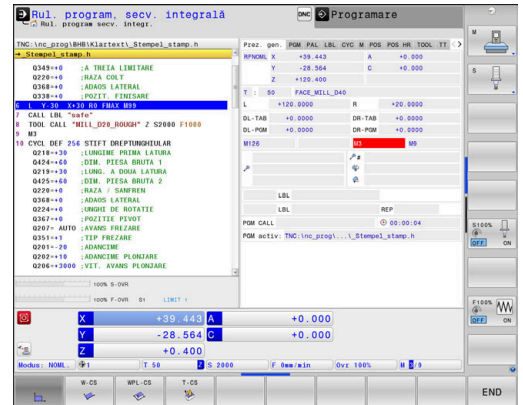 Rul. program, secv. integrală
Rul. program, secv. integr.
DNC
Programare
TNC:\nc_prog\BHB\Klartext\_Stempel_stamp.h
→_Stempel_stamp.h
Q349=+0 ;A TREIA LIMITARE
Q220=+0 ;RAZA COLT
Q368=+0 ;ADAOS LATERAL
Q338=+0 ;POZIT. FINISARE
6 L Y-30 X+30 R0 FMAX M99
7 CALL LBL "safe"
8 TOOL CALL "MILL_D20_ROUGH" Z S2000 F1000
9 M3
10 CYCL DEF 256 STIFT DREPTUNGHIULAR
Q218=+30 ;LUNGIME PRIMA LATURA
Q424=+60 ;DIM. PIESA BRUTA 1
Q219=+30 ;LUNG. A DOUA LATURA
Q425=+60 ;DIM. PIESA BRUTA 2
Q220=+0 ;RAZA / SANFREN
Q368=+0 ;ADAOS LATERAL
Q224=+0 ;UNGHI DE ROTATIE
Q367=+0 ;POZITIE PIVOT
Q207= AUTO ;AVANS FREZARE
Q351=+1 ;TIP FREZARE
Q201=-20 ;ADANCIME
Q202=+10 ;ADANCIME PLONJARE
Q206=+3000 ;VIT. AVANS PLONJARE
100% S-OVR
100% F-OVR S1 LIMIT 1
Prez. gen. PGM PAL LBL CYC M POS POS HR TOOL TT
RFNOML X +39.443 A +0.000
Y -28.564 C +0.000
Z +120.400
T : 50 FACE_MILL_D40
L +120.0000 R +20.0000
DL-TAB +0.0000 DR-TAB +0.0000
DL-PGM +0.0000 DR-PGM +0.0000
M126 M3 M9
LBL
LBL REP
PGM CALL 00:00:04
PGM activ: TNC:\nc_prog\...\_Stempel_stamp.h
X +39.443 A +0.000
Y -28.564 C +0.000
Z +0.400
Modus: NOML. 1 T 50 Z S 2000 F 0mm/min Ovr 100% M 3/9
W-CS WPL-CS T-CS END
M
S
S100%
OFF ON
F100%
OFF ON